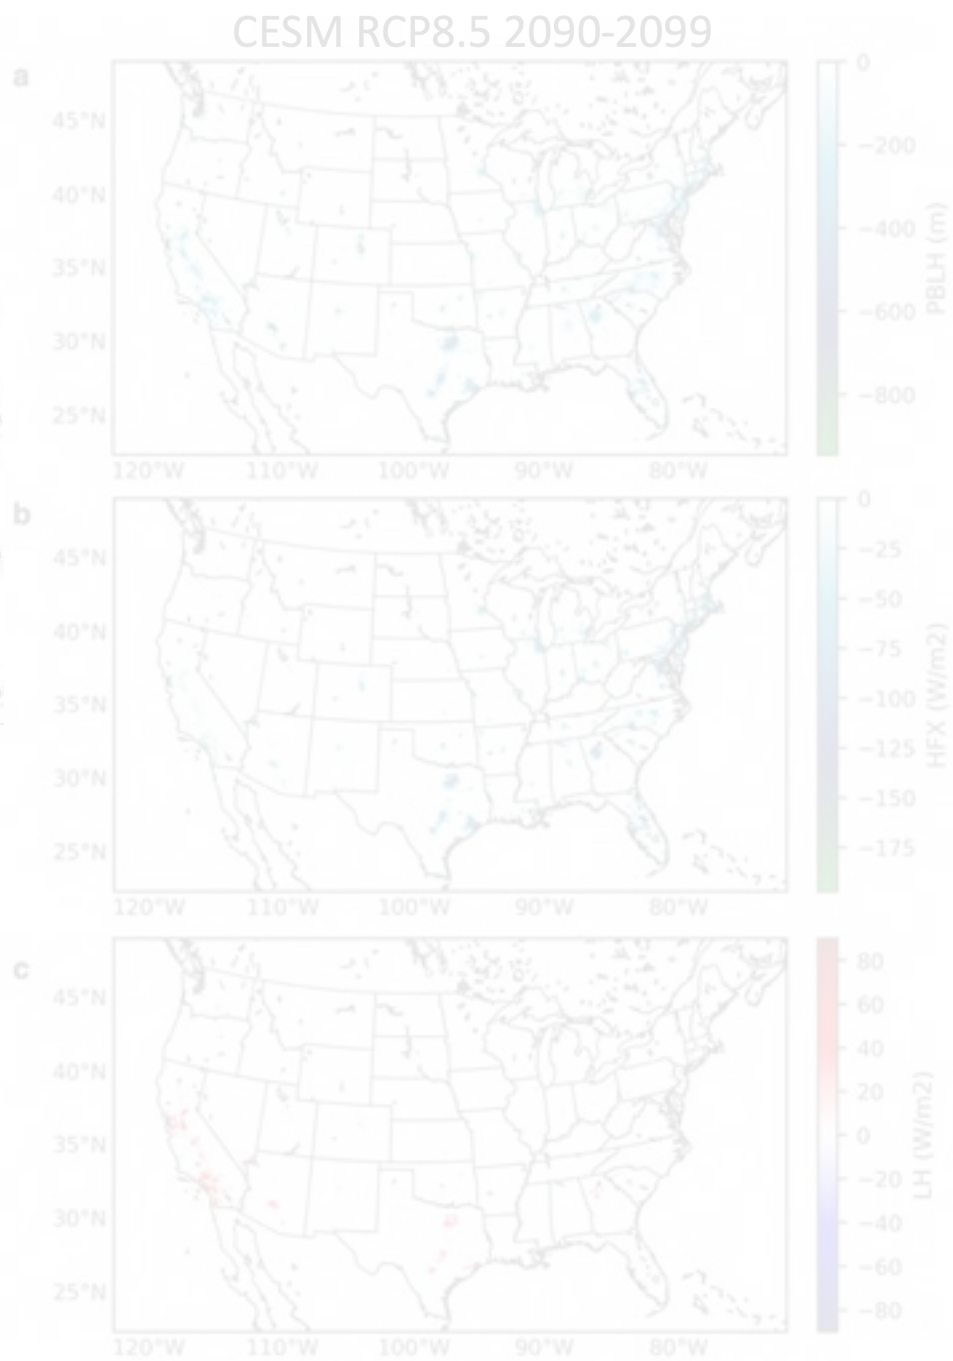 CESM RCP8.5 2090-2099
a
45°N
40°N
35°N
30°N
25°N
120°W 110°W 100°W 90°W 80°W
0
−200
−400
−600
−800
PBLH (m)
b
45°N
40°N
35°N
30°N
25°N
120°W 110°W 100°W 90°W 80°W
0
−25
−50
−75
−100
−125
−150
−175
HFX (W/m2)
c
45°N
40°N
35°N
30°N
25°N
120°W 110°W 100°W 90°W 80°W
80
60
40
20
0
−20
−40
−60
−80
LH (W/m2)